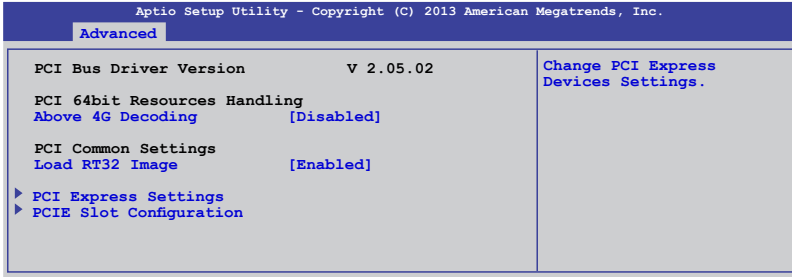 Aptio Setup Utility - Copyright (C) 2013 American Megatrends, Inc.
Advanced
PCI Bus Driver Version V 2.05.02
PCI 64bit Resources Handling
Above 4G Decoding [Disabled]
PCI Common Settings
Load RT32 Image [Enabled]
PCI Express Settings
PCIE Slot Configuration
Change PCI Express
Devices Settings.